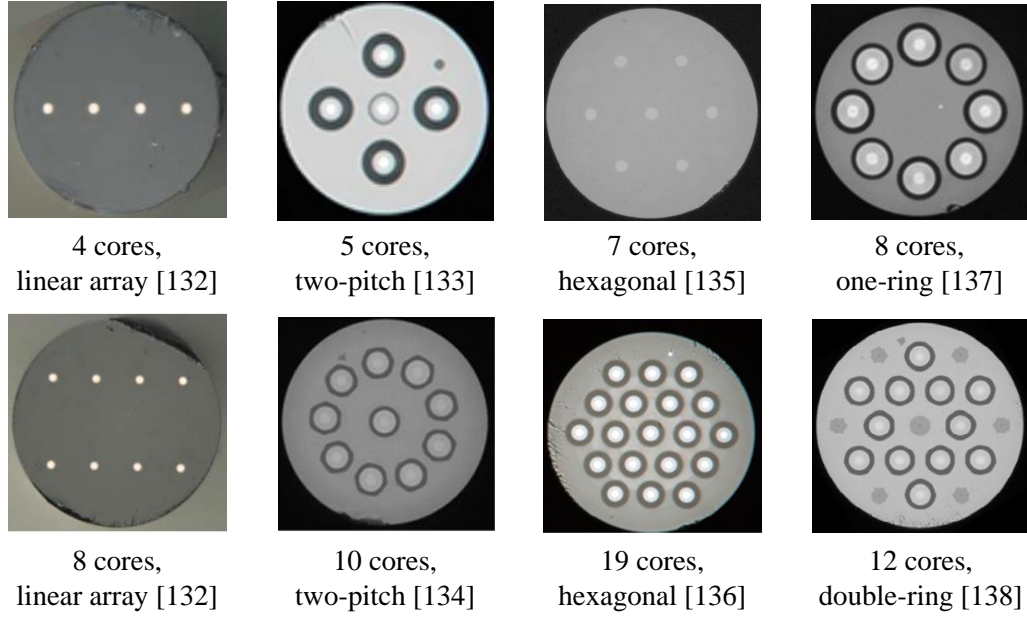 4 cores,
linear array [132]
5 cores,
two-pitch [133]
7 cores,
hexagonal [135]
8 cores,
one-ring [137]
8 cores,
linear array [132]
10 cores,
two-pitch [134]
19 cores,
hexagonal [136]
12 cores,
double-ring [138]